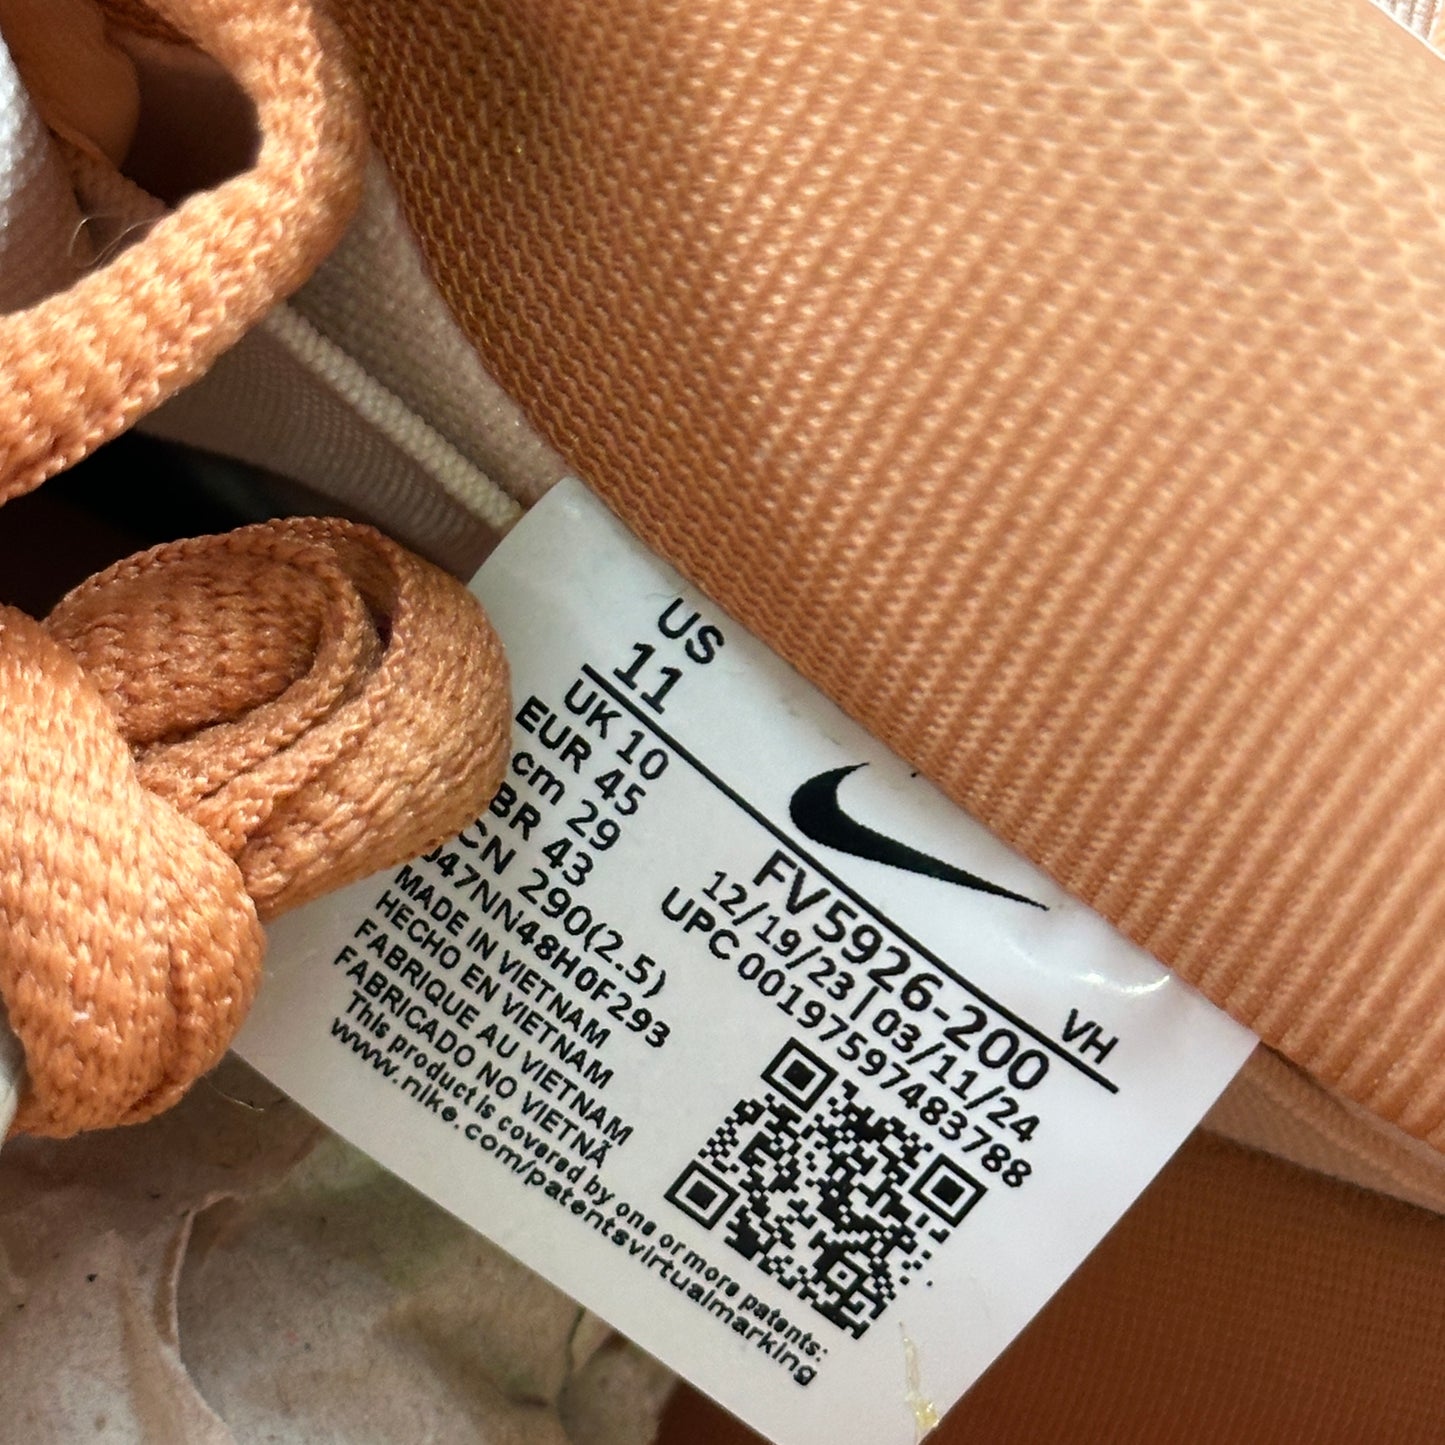 US
11
UK 10
EUR 45
cm 29
BR 43
CN 290(2.5)
VH
FV5926-200
12/19/23 | 03/11/24
UPC 00197597483788
47NN48H0F293
MADE IN VIETNAM
HECHO EN VIETNAM
FABRIQUE AU VIETNAM
FABRICADO NO VIETNÃ
This product is covered by one or more patents:
www.nike.com/patentsvirtualmarking